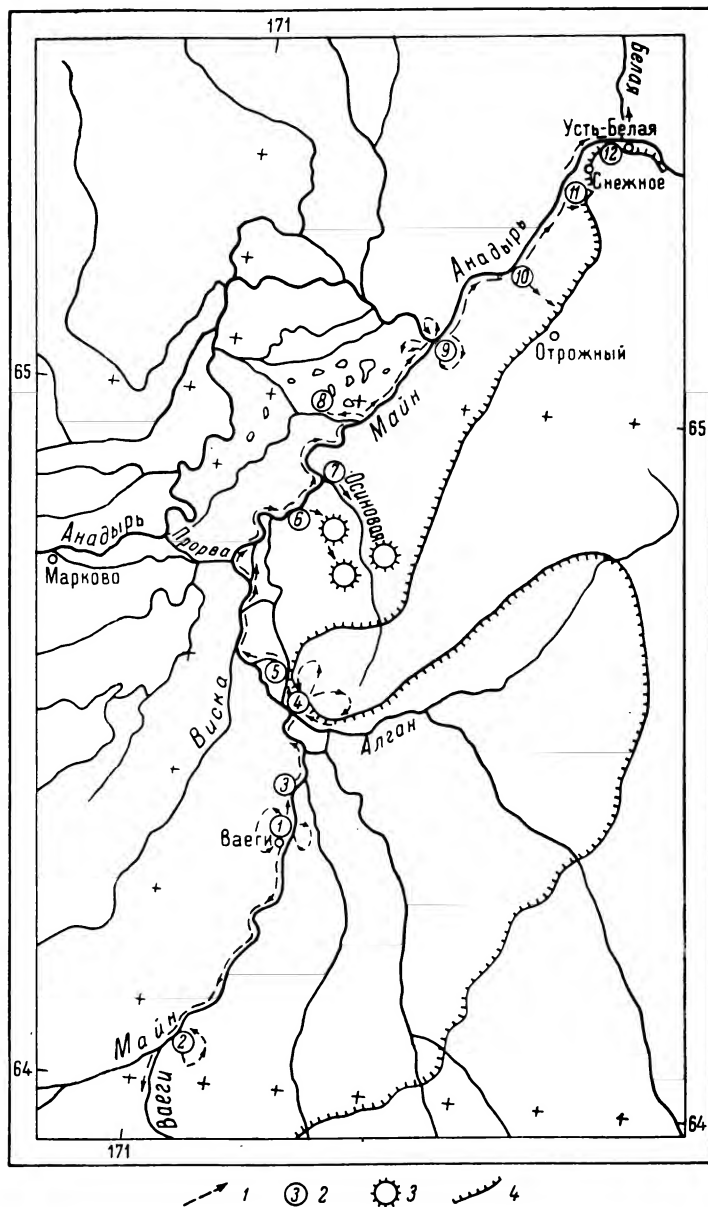 171
Белая
Усть-Белая
12
Снежное
11
Анадырь
10
Отрожный
9
65
8
Майн
65
7
Осиновая
6
Анадырь
Прорва
Марково
5
4
Виска
Алган
3
1
Ваеги
Майн
2
64
Ваеги
64
171
1 3 2 3 4